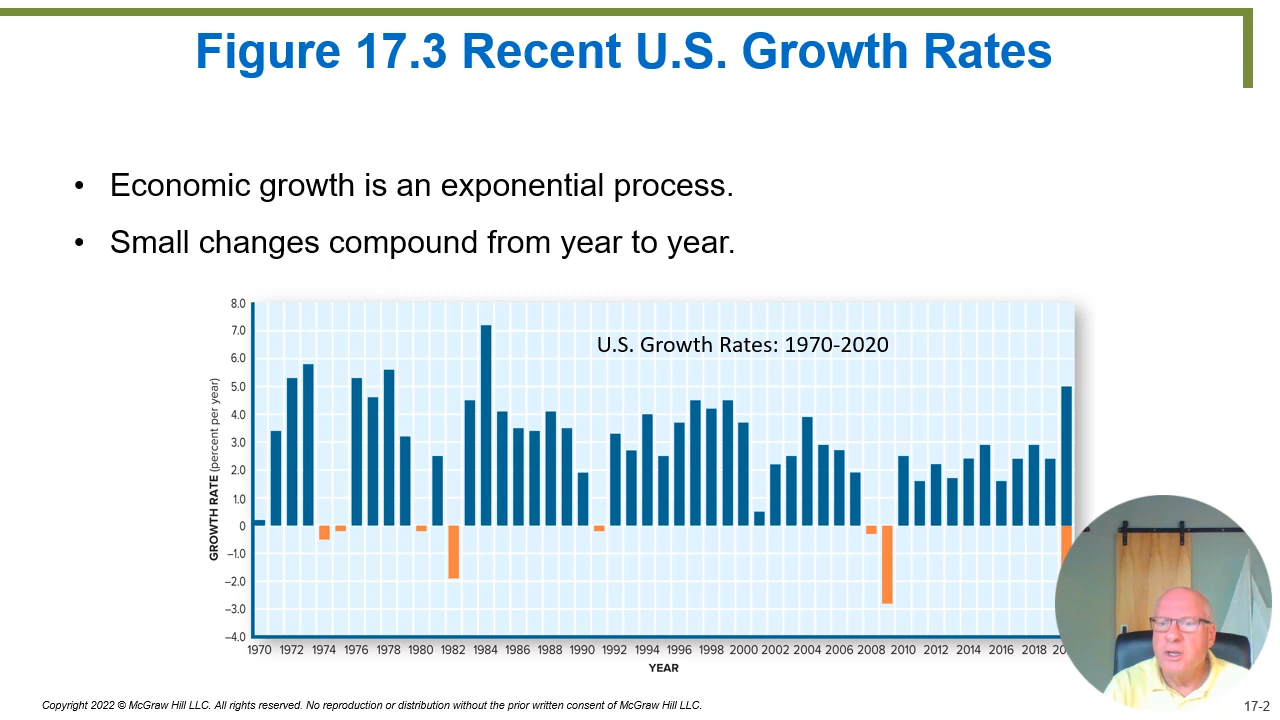 Figure 17.3 Recent U.S. Growth Rates
• Economic growth is an exponential process.
• Small changes compound from year to year.
U.S. Growth Rates: 1970-2020
GROWTH RATE (percent per year)
8.0
7.0
6.0
5.0
4.0
3.0
2.0
1.0
0
–1.0
–2.0
–3.0
–4.0
1970 1972 1974 1976 1978 1980 1982 1984 1986 1988 1990 1992 1994 1996 1998 2000 2002 2004 2006 2008 2010 2012 2014 2016 2018
YEAR
Copyright 2022 © McGraw Hill LLC. All rights reserved. No reproduction or distribution without the prior written consent of McGraw Hill LLC.
17-2